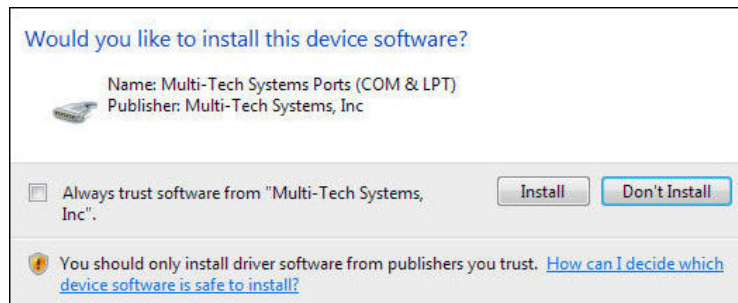 Would you like to install this device software?
Name: Multi-Tech Systems Ports (COM & LPT)
Publisher: Multi-Tech Systems, Inc
Always trust software from "Multi-Tech Systems,
Inc".
Install
Don't Install
You should only install driver software from publishers you trust. How can I decide which
device software is safe to install?